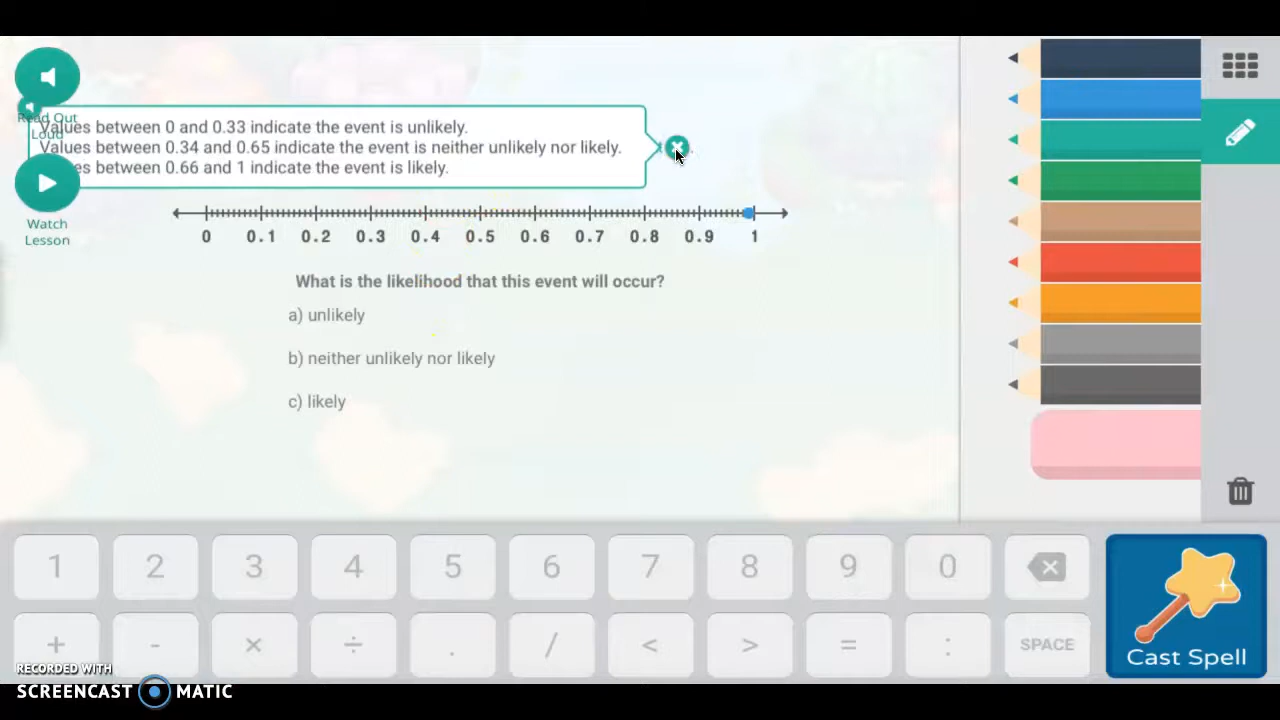 Read Out
Loud
Values between 0 and 0.33 indicate the event is unlikely.
Values between 0.34 and 0.65 indicate the event is neither unlikely nor likely.
es between 0.66 and 1 indicate the event is likely.
Watch
Lesson
0 0.1 0.2 0.3 0.4 0.5 0.6 0.7 0.8 0.9 1
What is the likelihood that this event will occur?
a) unlikely
b) neither unlikely nor likely
c) likely
1 2 3 4 5 6 7 8 9 0
+ - × ÷ . / < > = : SPACE
Cast Spell
RECORDED WITH
SCREENCAST MATIC